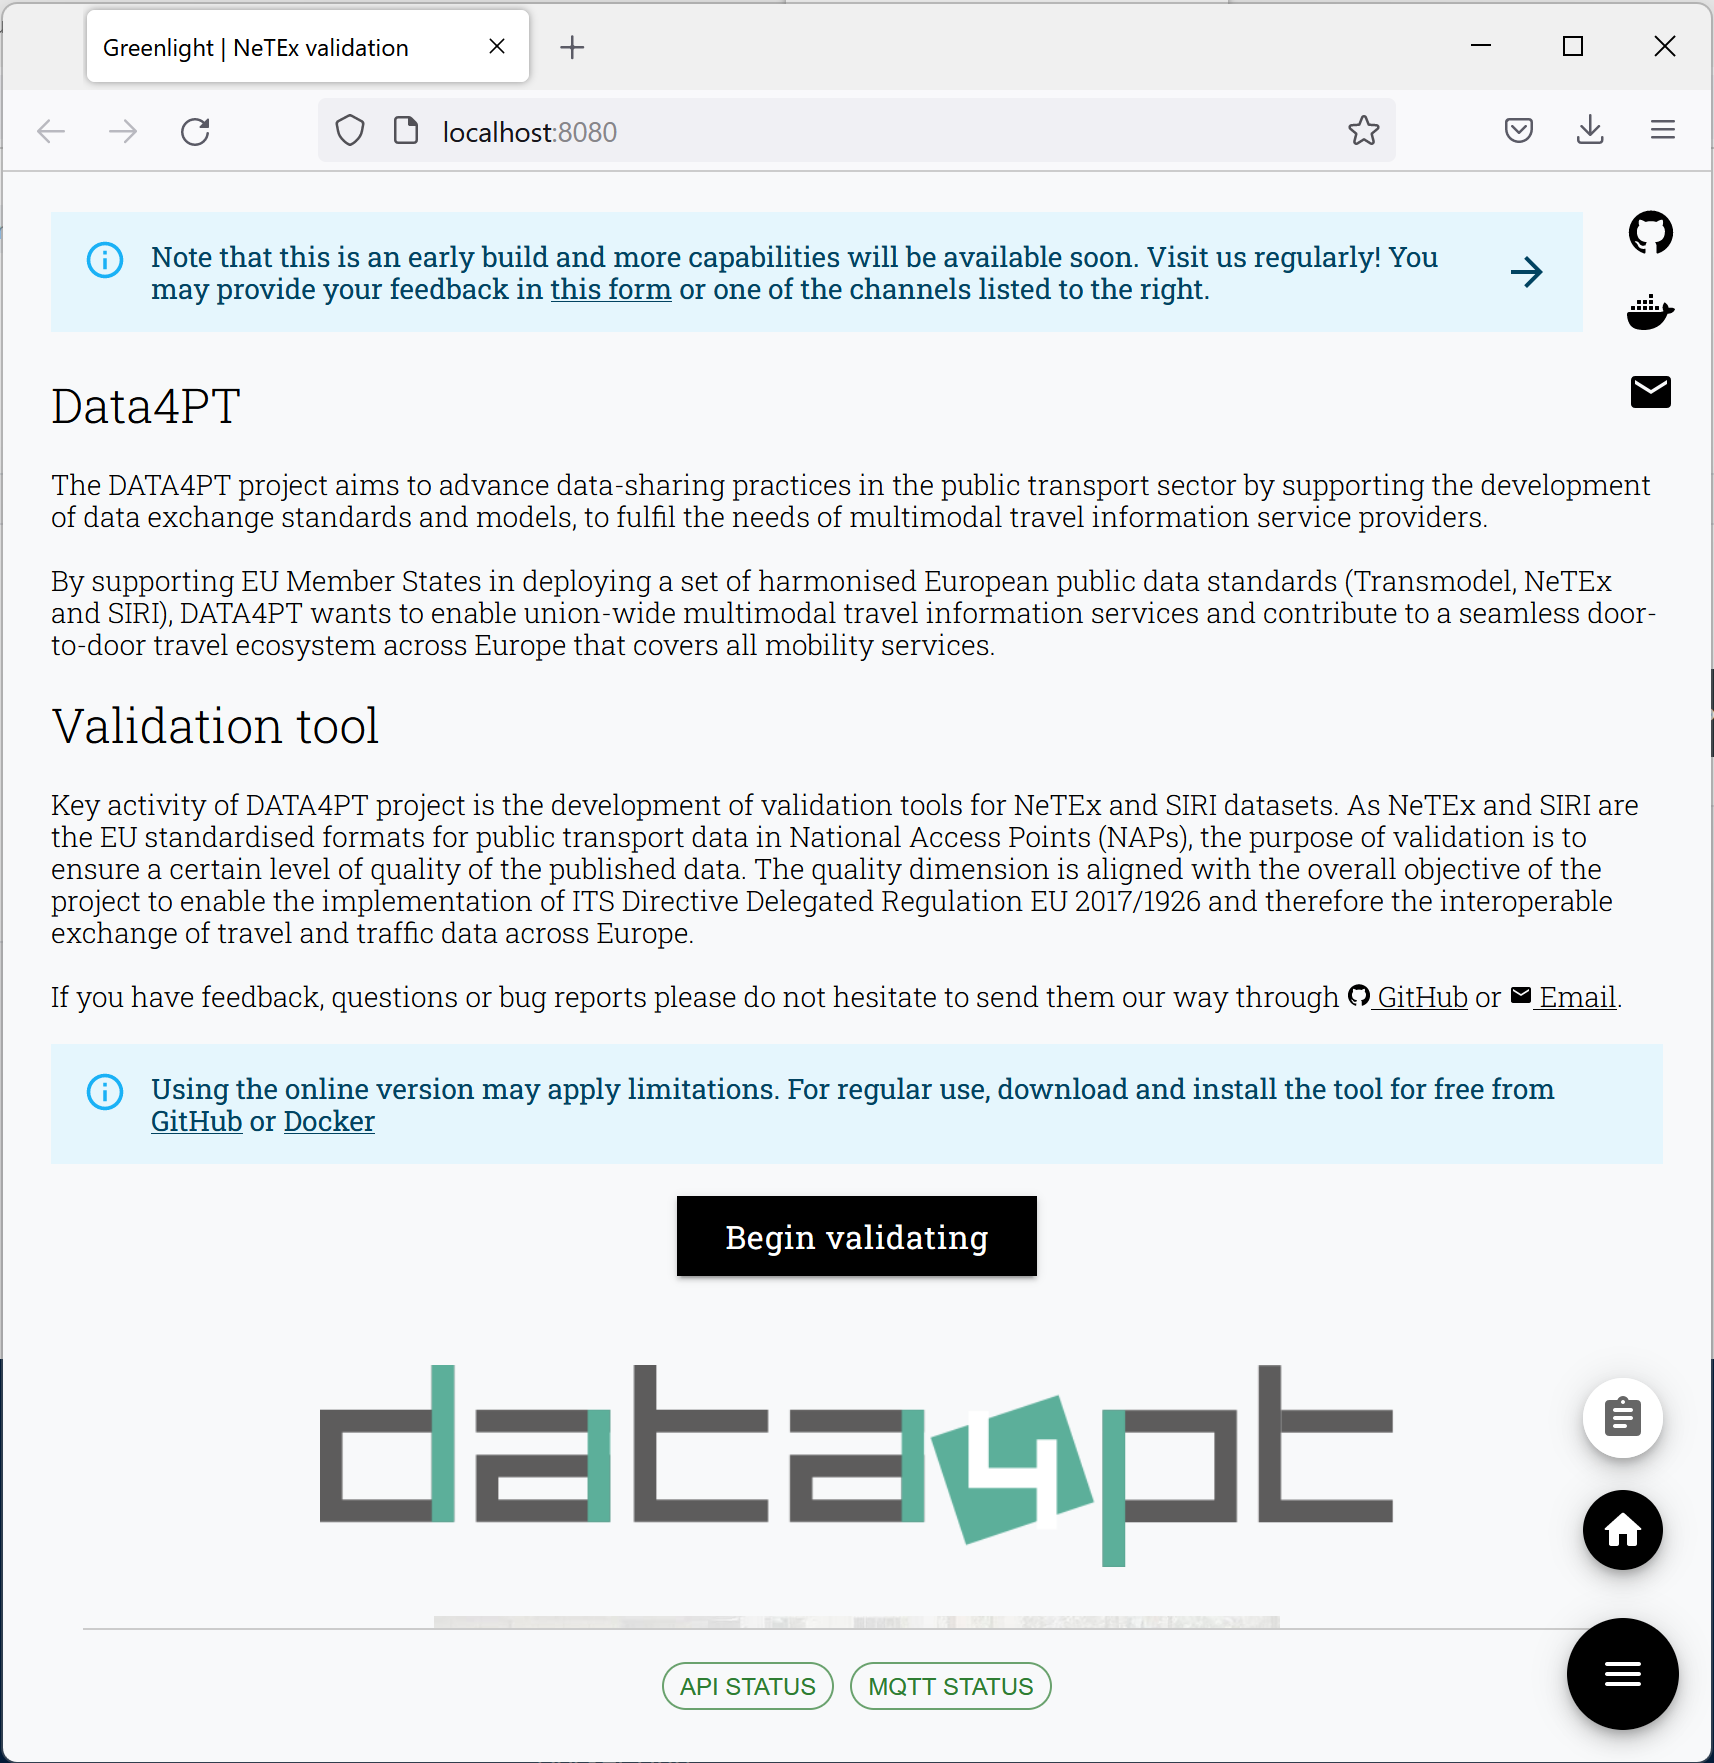 Greenlight | NeTEx validation
localhost:8080
Note that this is an early build and more capabilities will be available soon. Visit us regularly! You
may provide your feedback in this form or one of the channels listed to the right.
Data4PT
The DATA4PT project aims to advance data-sharing practices in the public transport sector by supporting the development
of data exchange standards and models, to fulfil the needs of multimodal travel information service providers.
By supporting EU Member States in deploying a set of harmonised European public data standards (Transmodel, NeTEx
and SIRI), DATA4PT wants to enable union-wide multimodal travel information services and contribute to a seamless door-
to-door travel ecosystem across Europe that covers all mobility services.
Validation tool
Key activity of DATA4PT project is the development of validation tools for NeTEx and SIRI datasets. As NeTEx and SIRI are
the EU standardised formats for public transport data in National Access Points (NAPs), the purpose of validation is to
ensure a certain level of quality of the published data. The quality dimension is aligned with the overall objective of the
project to enable the implementation of ITS Directive Delegated Regulation EU 2017/1926 and therefore the interoperable
exchange of travel and traffic data across Europe.
If you have feedback, questions or bug reports please do not hesitate to send them our way through GitHub or Email.
Using the online version may apply limitations. For regular use, download and install the tool for free from
GitHub or Docker
Begin validating
data4pt
API STATUS
MQTT STATUS